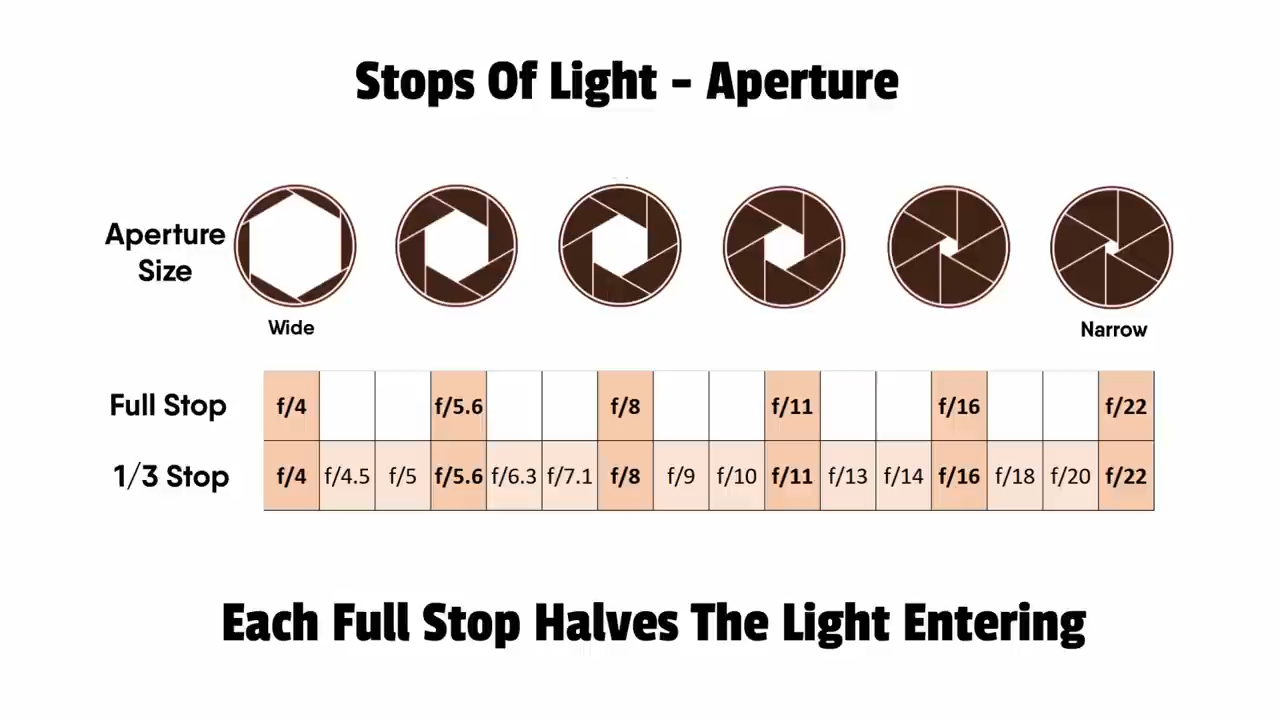 Stops Of Light - Aperture
Aperture
Size
Wide
Narrow
Full Stop f/4 f/5.6 f/8 f/11 f/16 f/22
1/3 Stop f/4 f/4.5 f/5 f/5.6 f/6.3 f/7.1 f/8 f/9 f/10 f/11 f/13 f/14 f/16 f/18 f/20 f/22
Each Full Stop Halves The Light Entering